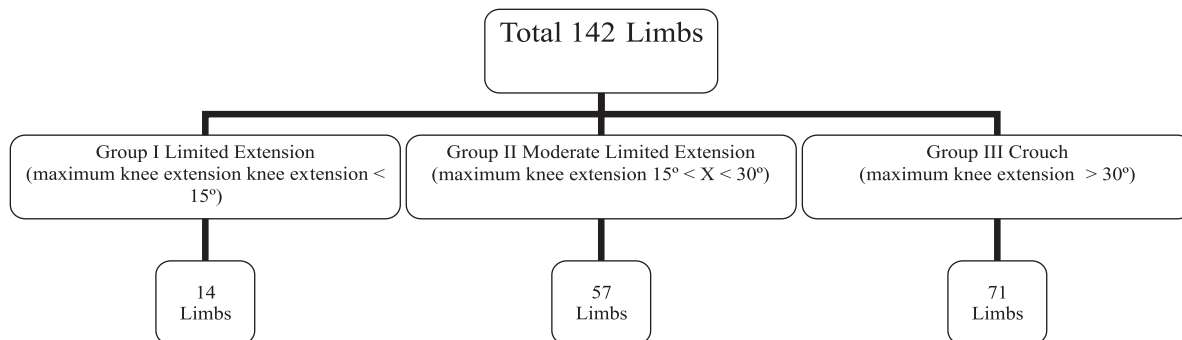 Total 142 Limbs
Group I Limited Extension
(maximum knee extension knee extension <
15º)
Group II Moderate Limited Extension
(maximum knee extension 15º < X < 30º)
Group III Crouch
(maximum knee extension  > 30º)
14
Limbs
57
Limbs
71
Limbs